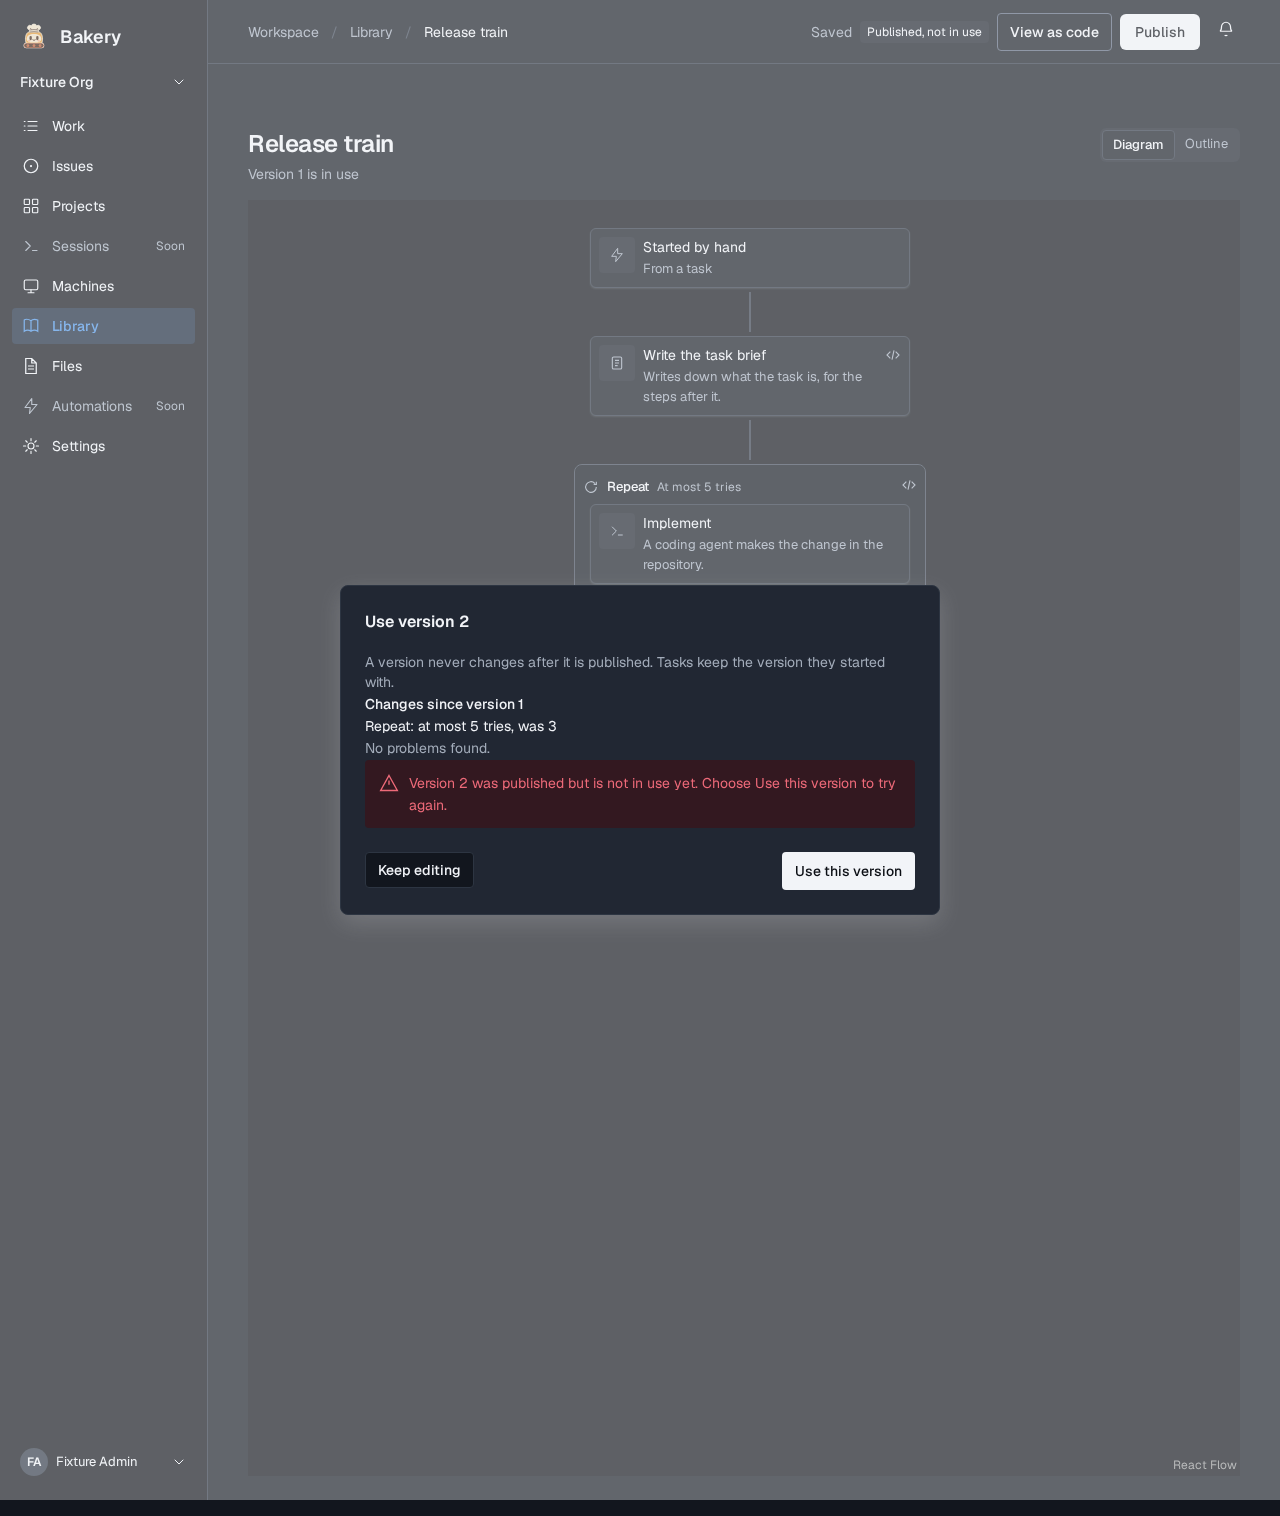 Bakery
Fixture Org
Work
Issues
Projects
Sessions Soon
Machines
Library
Files
Automations Soon
Settings
FA Fixture Admin
Workspace / Library / Release train
Saved Published, not in use View as code Publish
Release train
Version 1 is in use
Diagram Outline
Started by hand
From a task
Write the task brief
Writes down what the task is, for the
steps after it.
Repeat At most 5 tries
Implement
A coding agent makes the change in the
repository.
Use version 2
A version never changes after it is published. Tasks keep the version they started
with.
Changes since version 1
Repeat: at most 5 tries, was 3
No problems found.
Version 2 was published but is not in use yet. Choose Use this version to try
again.
Keep editing
Use this version
React Flow